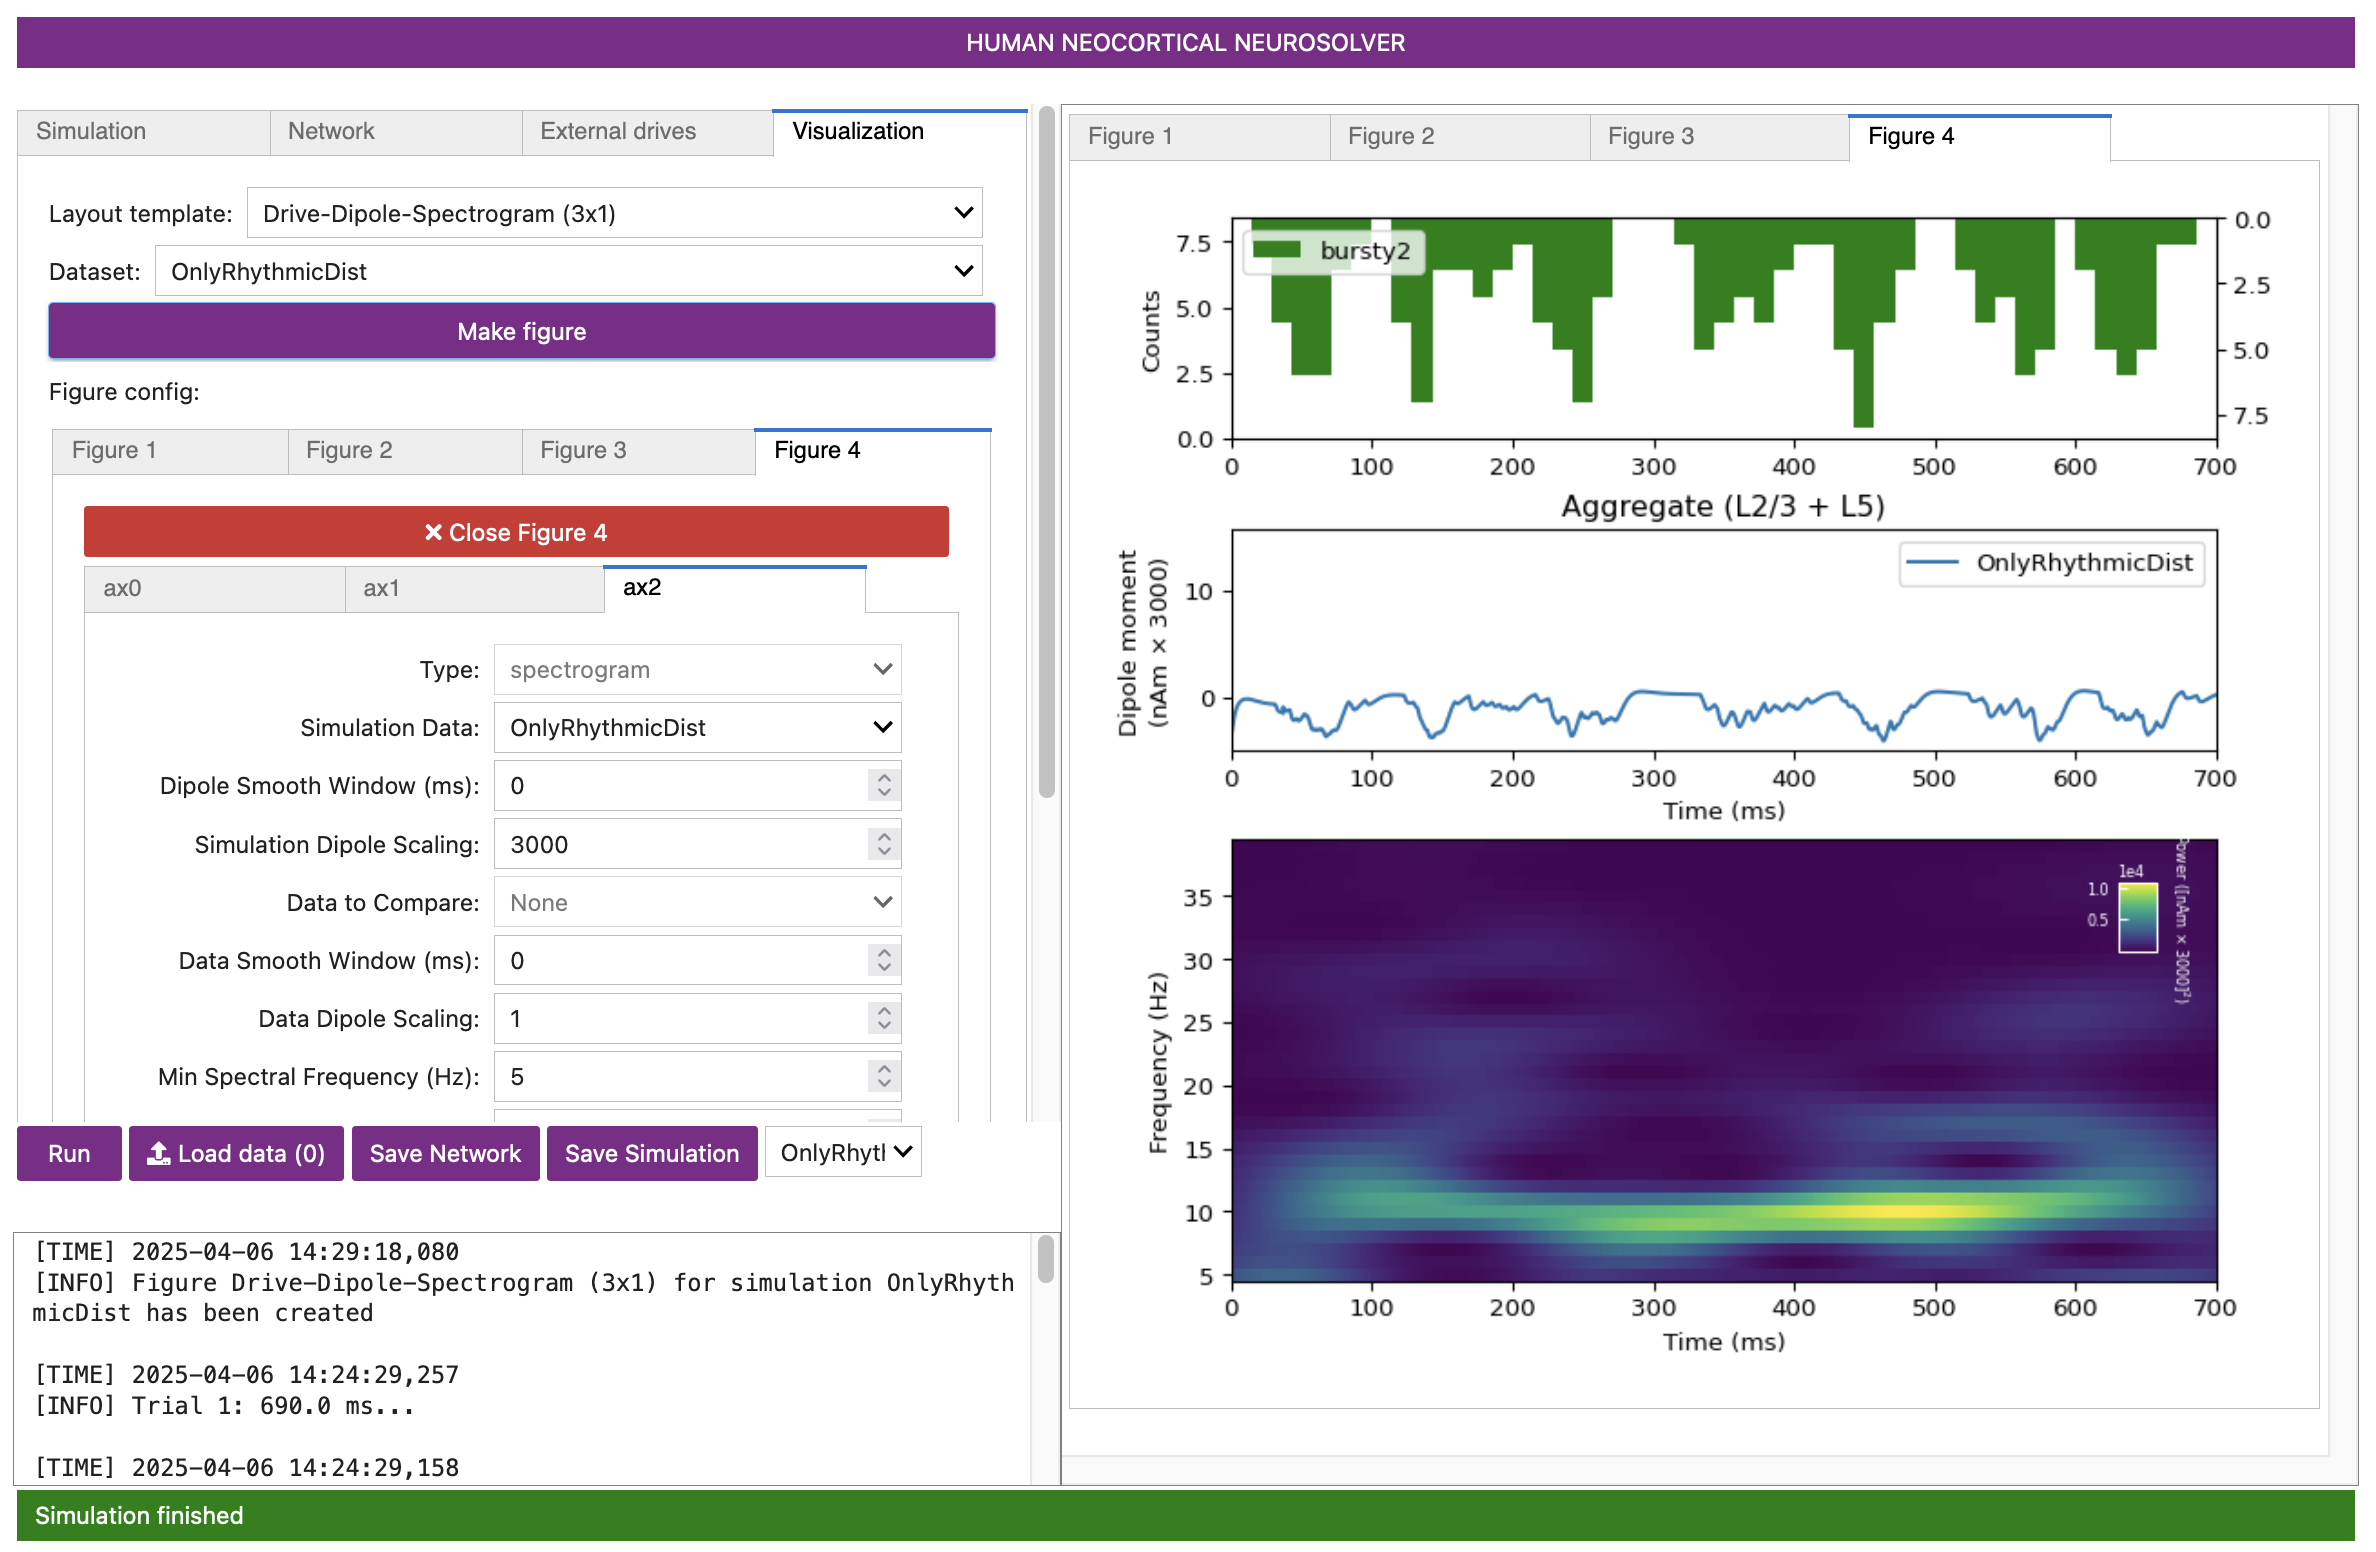 HUMAN NEOCORTICAL NEUROSOLVER
Simulation
Network
External drives
Visualization
Layout template: Drive-Dipole-Spectrogram (3x1)
Dataset: OnlyRhythmicDist
Make figure
Figure config:
Figure 1
Figure 2
Figure 3
Figure 4
Close Figure 4
ax0
ax1
ax2
Type: spectrogram
Simulation Data: OnlyRhythmicDist
Dipole Smooth Window (ms): 0
Simulation Dipole Scaling: 3000
Data to Compare: None
Data Smooth Window (ms): 0
Data Dipole Scaling: 1
Min Spectral Frequency (Hz): 5
Run
Load data (0)
Save Network
Save Simulation
OnlyRhytl
[TIME] 2025-04-06 14:29:18,080
[INFO] Figure Drive-Dipole-Spectrogram (3x1) for simulation OnlyRhyth
micDist has been created
[TIME] 2025-04-06 14:24:29,257
[INFO] Trial 1: 690.0 ms...
[TIME] 2025-04-06 14:24:29,158
Simulation finished
Figure 1
Figure 2
Figure 3
Figure 4
bursty2
Counts
7.5
5.0
2.5
0.0
0.0
2.5
5.0
7.5
0 100 200 300 400 500 600 700
Aggregate (L2/3 + L5)
OnlyRhythmicDist
Dipole moment
(nAm × 3000)
10
0
0 100 200 300 400 500 600 700
Time (ms)
Frequency (Hz)
35
30
25
20
15
10
5
1e4
1.0
0.5
Power ([nAm × 3000]²)
0 100 200 300 400 500 600 700
Time (ms)